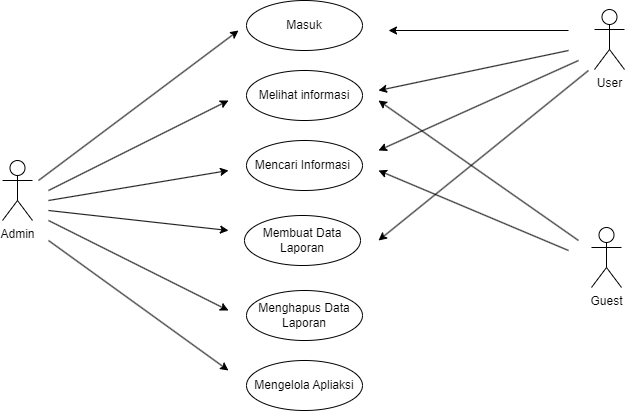 Masuk
User
Melihat informasi
Mencari Informasi
Admin
Membuat Data
Laporan
Guest
Menghapus Data
Laporan
Mengelola Apliaksi